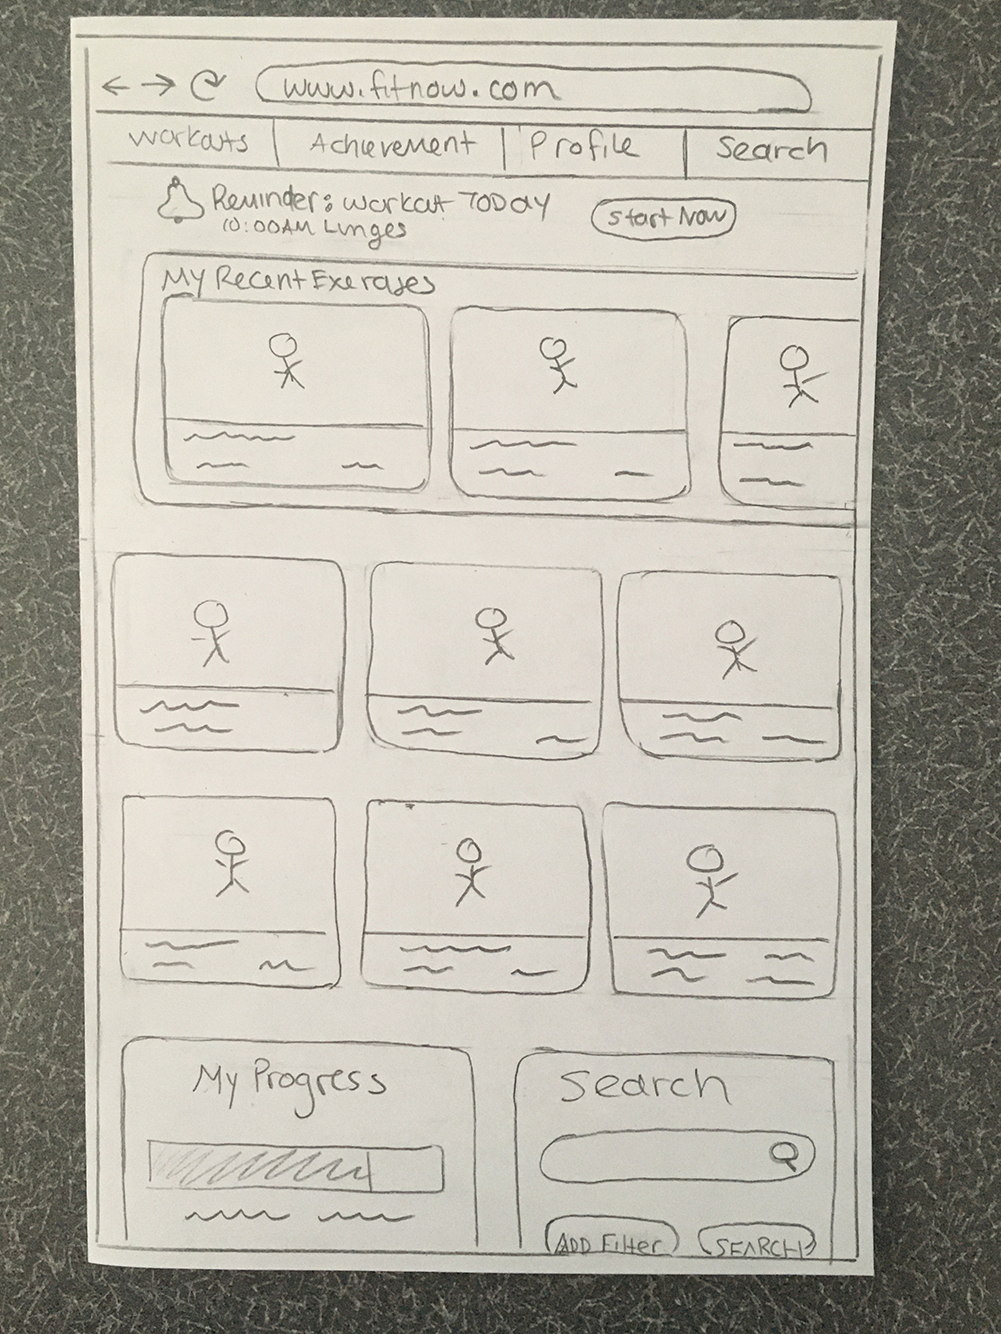 www.fitnow.com
Workouts Achievement Profile Search
Reminder: workout TODAY
10:00AM Lunges
Start Now
My Recent Exercises
My Progress
Search
ADD Filter SEARCH